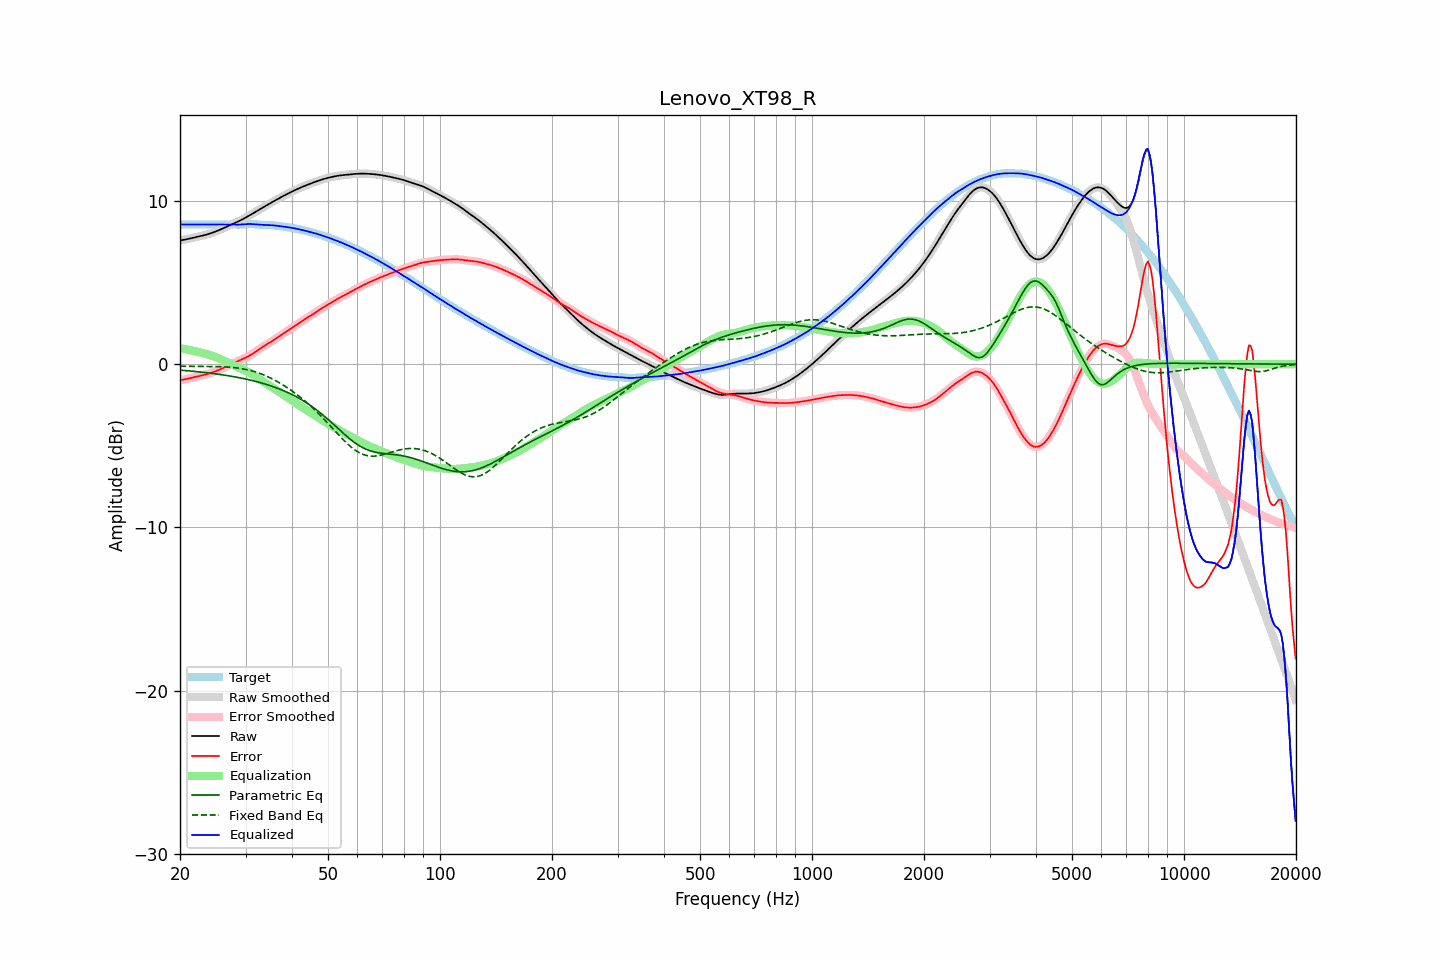 Lenovo_XT98_R
Amplitude (dBr)
10
0
−10
−20
−30
Target
Raw Smoothed
Error Smoothed
Raw
Error
Equalization
Parametric Eq
Fixed Band Eq
Equalized
20 50 100 200 500 1000 2000 5000 10000 20000
Frequency (Hz)